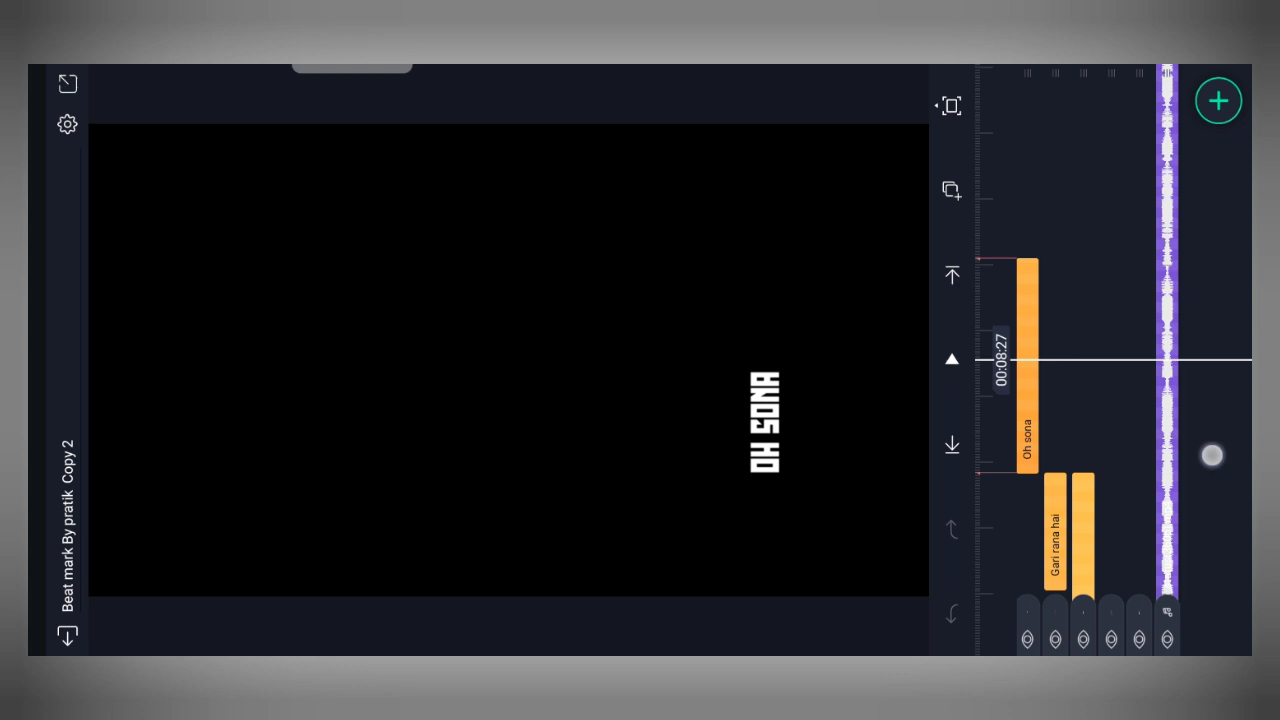 Beat mark By pratik Copy 2
OH SONA
00:08:27
Oh sona
Gari rana hai